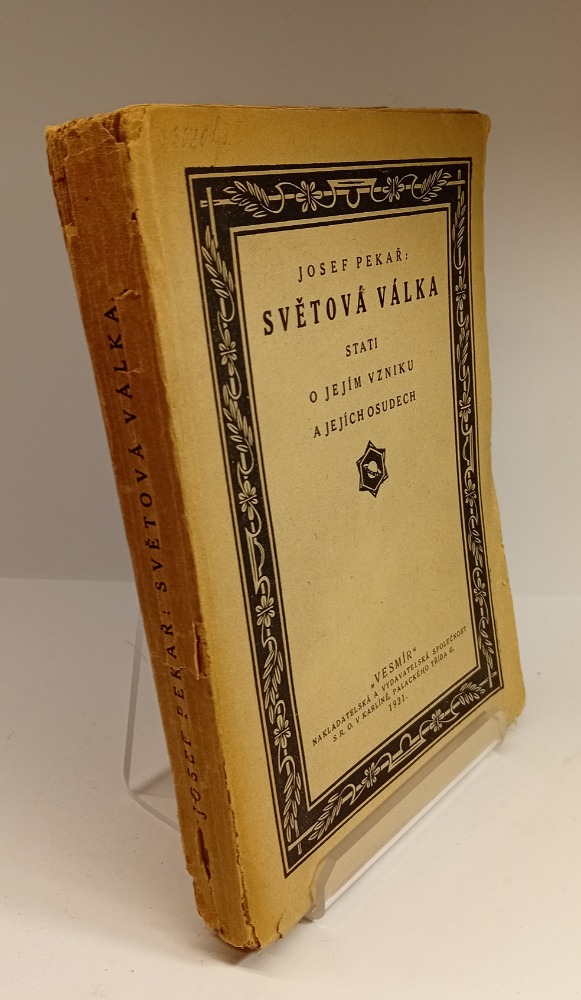 JOSEF PEKAŘ:
SVĚTOVÁ VÁLKA
STATI
O JEJÍM VZNIKU
A JEJÍCH OSUDECH
„VESMÍR“
NAKLADATELSKÁ A VYDAVATELSKÁ SPOLEČNOST
S R. O. V KARLÍNĚ, PALACKÉHO TŘÍDA 6.
1921.
JOSEF PEKAŘ: SVĚTOVÁ VÁLKA.